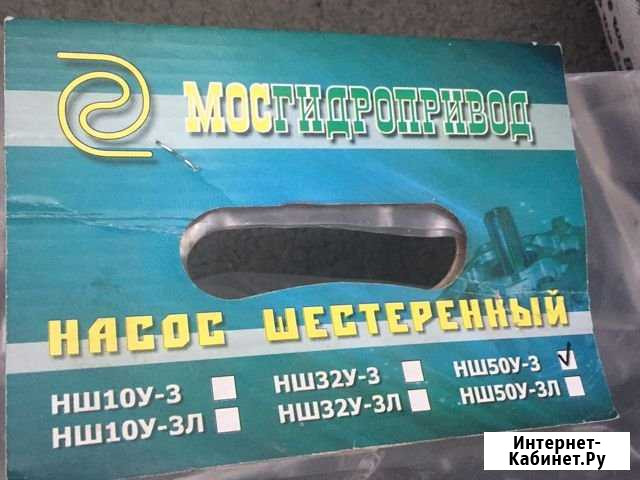 МОСГИДРОПРИВОД
НАСОС ШЕСТЕРЕННЫЙ
НШ10У-3 НШ32У-3 НШ50У-3
НШ10У-3Л НШ32У-3Л НШ50У-3Л
Интернет-
Кабинет.Ру